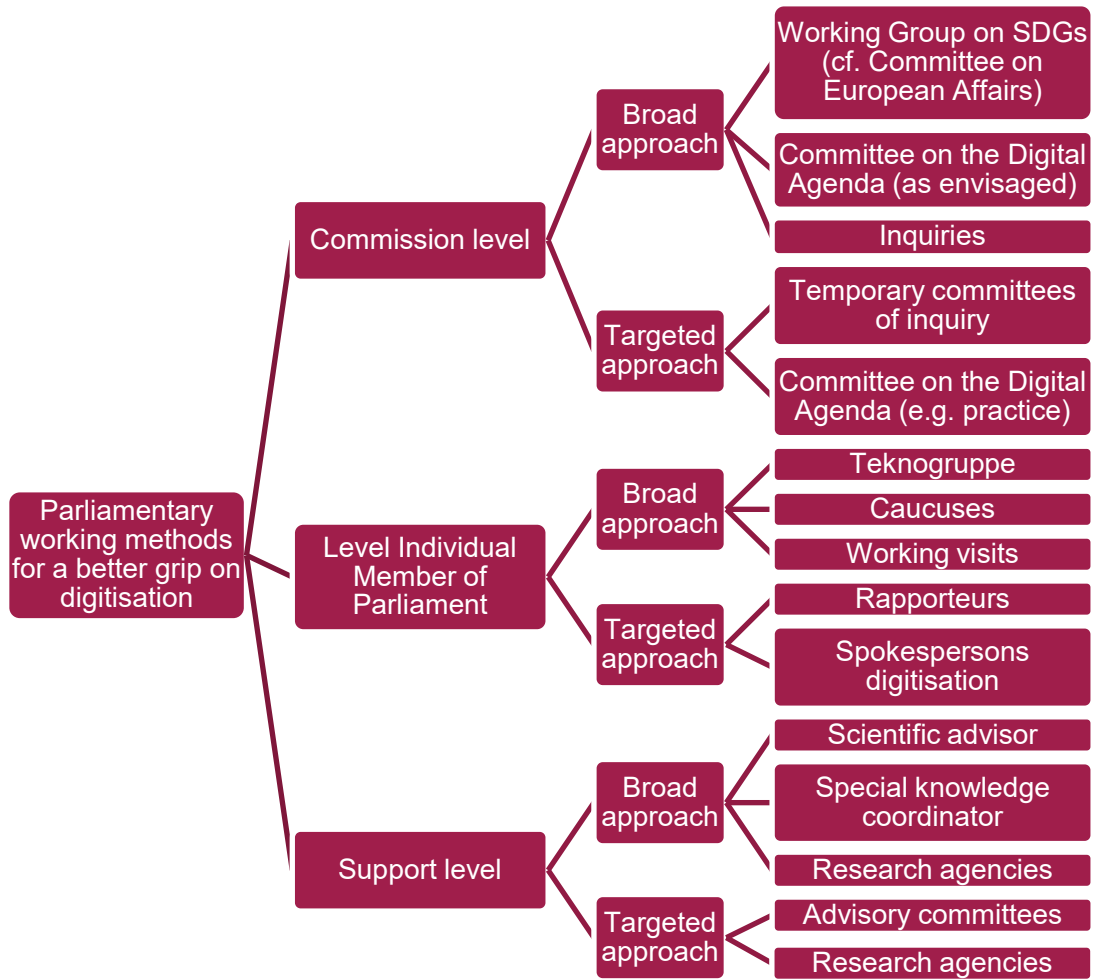 Parliamentary
working methods
for a better grip on
digitisation
Commission level
Broad
approach
Working Group on SDGs
(cf. Committee on
European Affairs)
Committee on the Digital
Agenda (as envisaged)
Inquiries
Targeted
approach
Temporary committees
of inquiry
Committee on the Digital
Agenda (e.g. practice)
Level Individual
Member of
Parliament
Broad
approach
Teknogruppe
Caucuses
Working visits
Targeted
approach
Rapporteurs
Spokespersons
digitisation
Support level
Broad
approach
Scientific advisor
Special knowledge
coordinator
Research agencies
Targeted
approach
Advisory committees
Research agencies